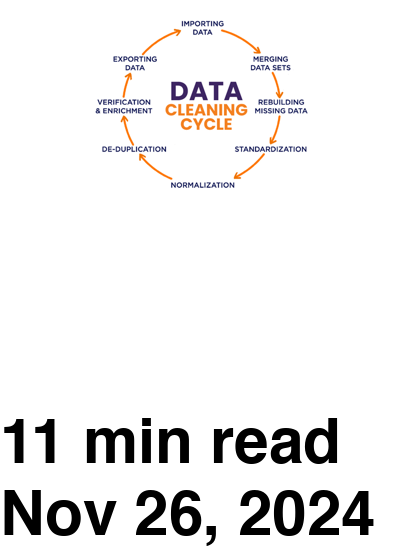 IMPORTING
DATA
MERGING
DATA SETS
REBUILDING
MISSING DATA
STANDARDIZATION
NORMALIZATION
DE-DUPLICATION
VERIFICATION
& ENRICHMENT
EXPORTING
DATA
DATA
CLEANING
CYCLE
11 min read
Nov 26, 2024